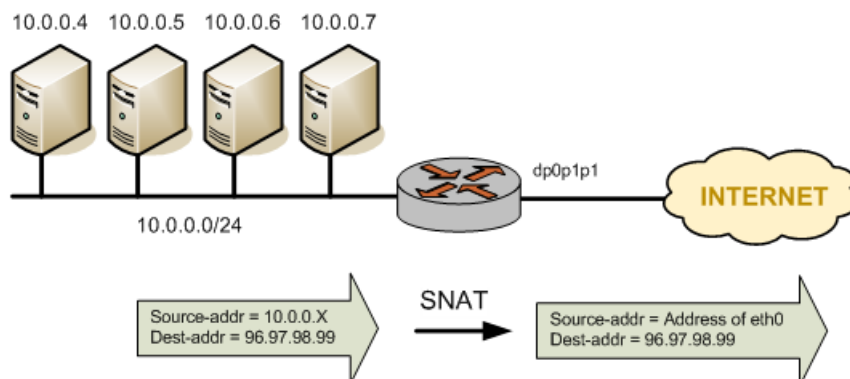 10.0.0.4 10.0.0.5 10.0.0.6 10.0.0.7
dp0p1p1
INTERNET
10.0.0.0/24
SNAT
Source-addr = 10.0.0.X
Dest-addr = 96.97.98.99
Source-addr = Address of eth0
Dest-addr = 96.97.98.99